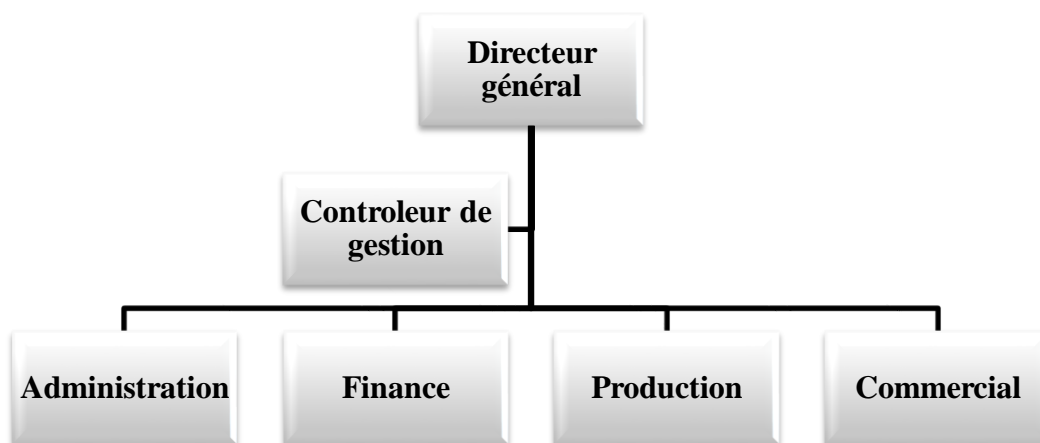 Directeur
général
Controleur de
gestion
Administration
Finance
Production
Commercial